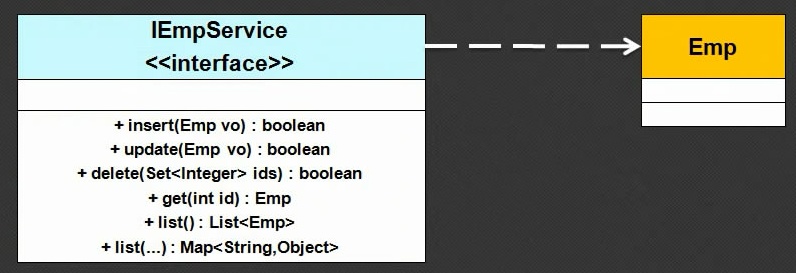 IEmpService
<<interface>>
Emp
+ insert(Emp vo) : boolean
+ update(Emp vo) : boolean
+ delete(Set<Integer> ids) : boolean
+ get(int id) : Emp
+ list() : List<Emp>
+ list(...) : Map<String,Object>